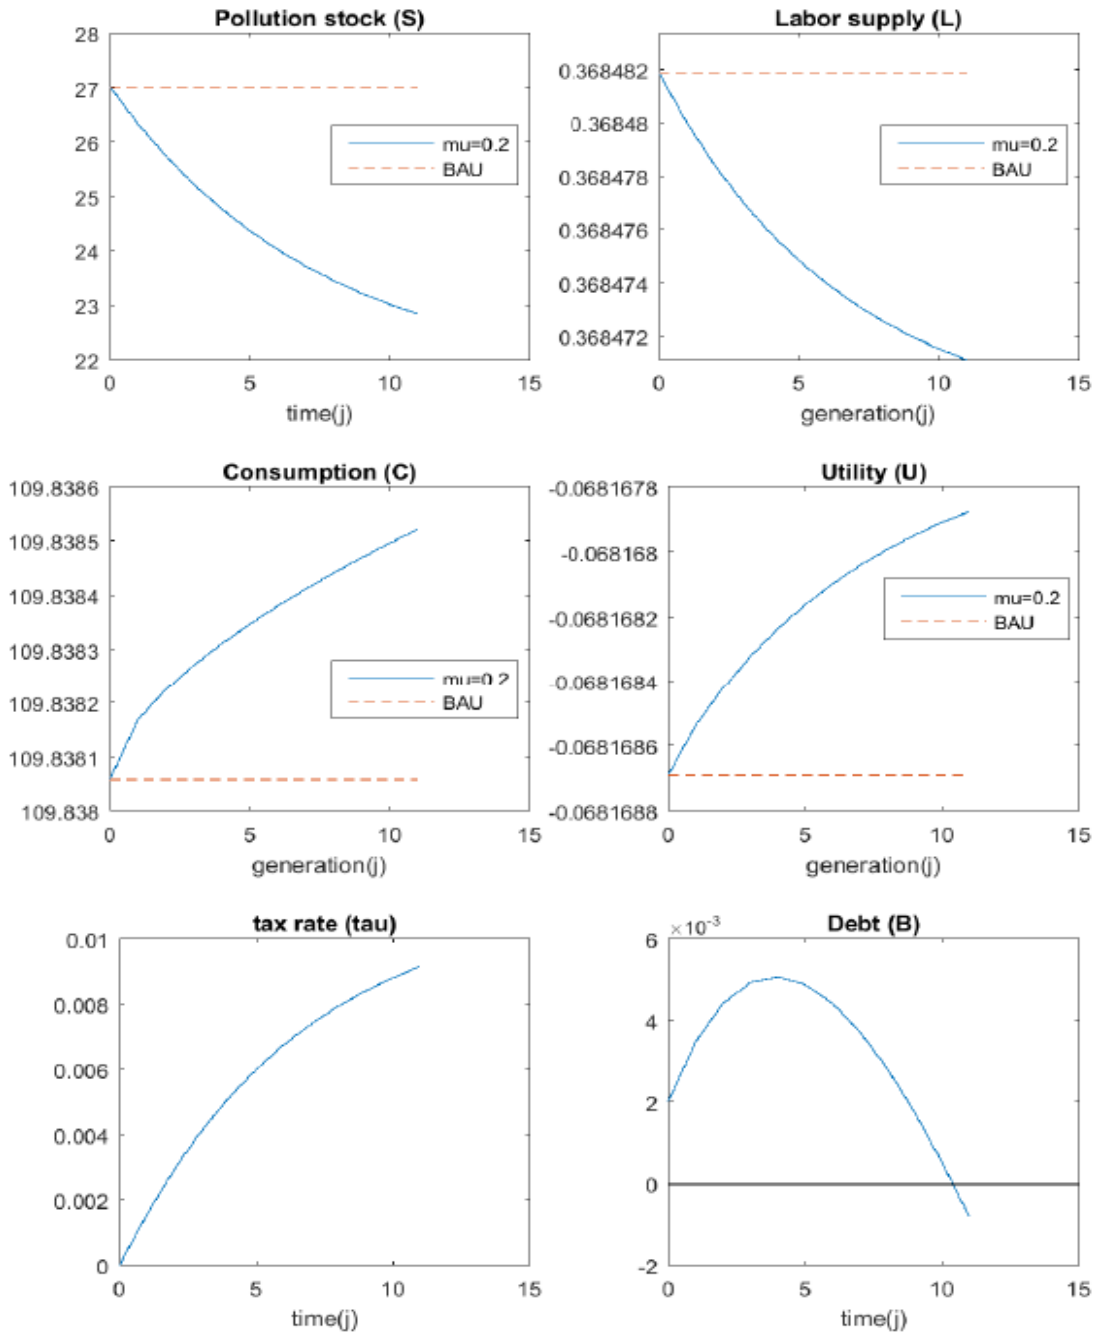 Pollution stock (S)
28
27
26
25
24
23
22
mu=0.2
BAU
0 5 10 15
time(j)
Labor supply (L)
0.368482
0.36848
0.368478
0.368476
0.368474
0.368472
mu=0.2
BAU
0 5 10 15
generation(j)
Consumption (C)
109.8386
109.8385
109.8384
109.8383
109.8382
109.8381
109.838
mu=0.2
BAU
0 5 10 15
generation(j)
Utility (U)
-0.0681678
-0.068168
-0.0681682
-0.0681684
-0.0681686
-0.0681688
mu=0.2
BAU
0 5 10 15
generation(j)
tax rate (tau)
0.01
0.008
0.006
0.004
0.002
0
0 5 10 15
time(j)
Debt (B)
×10⁻³
6
4
2
0
-2
0 5 10 15
time(j)